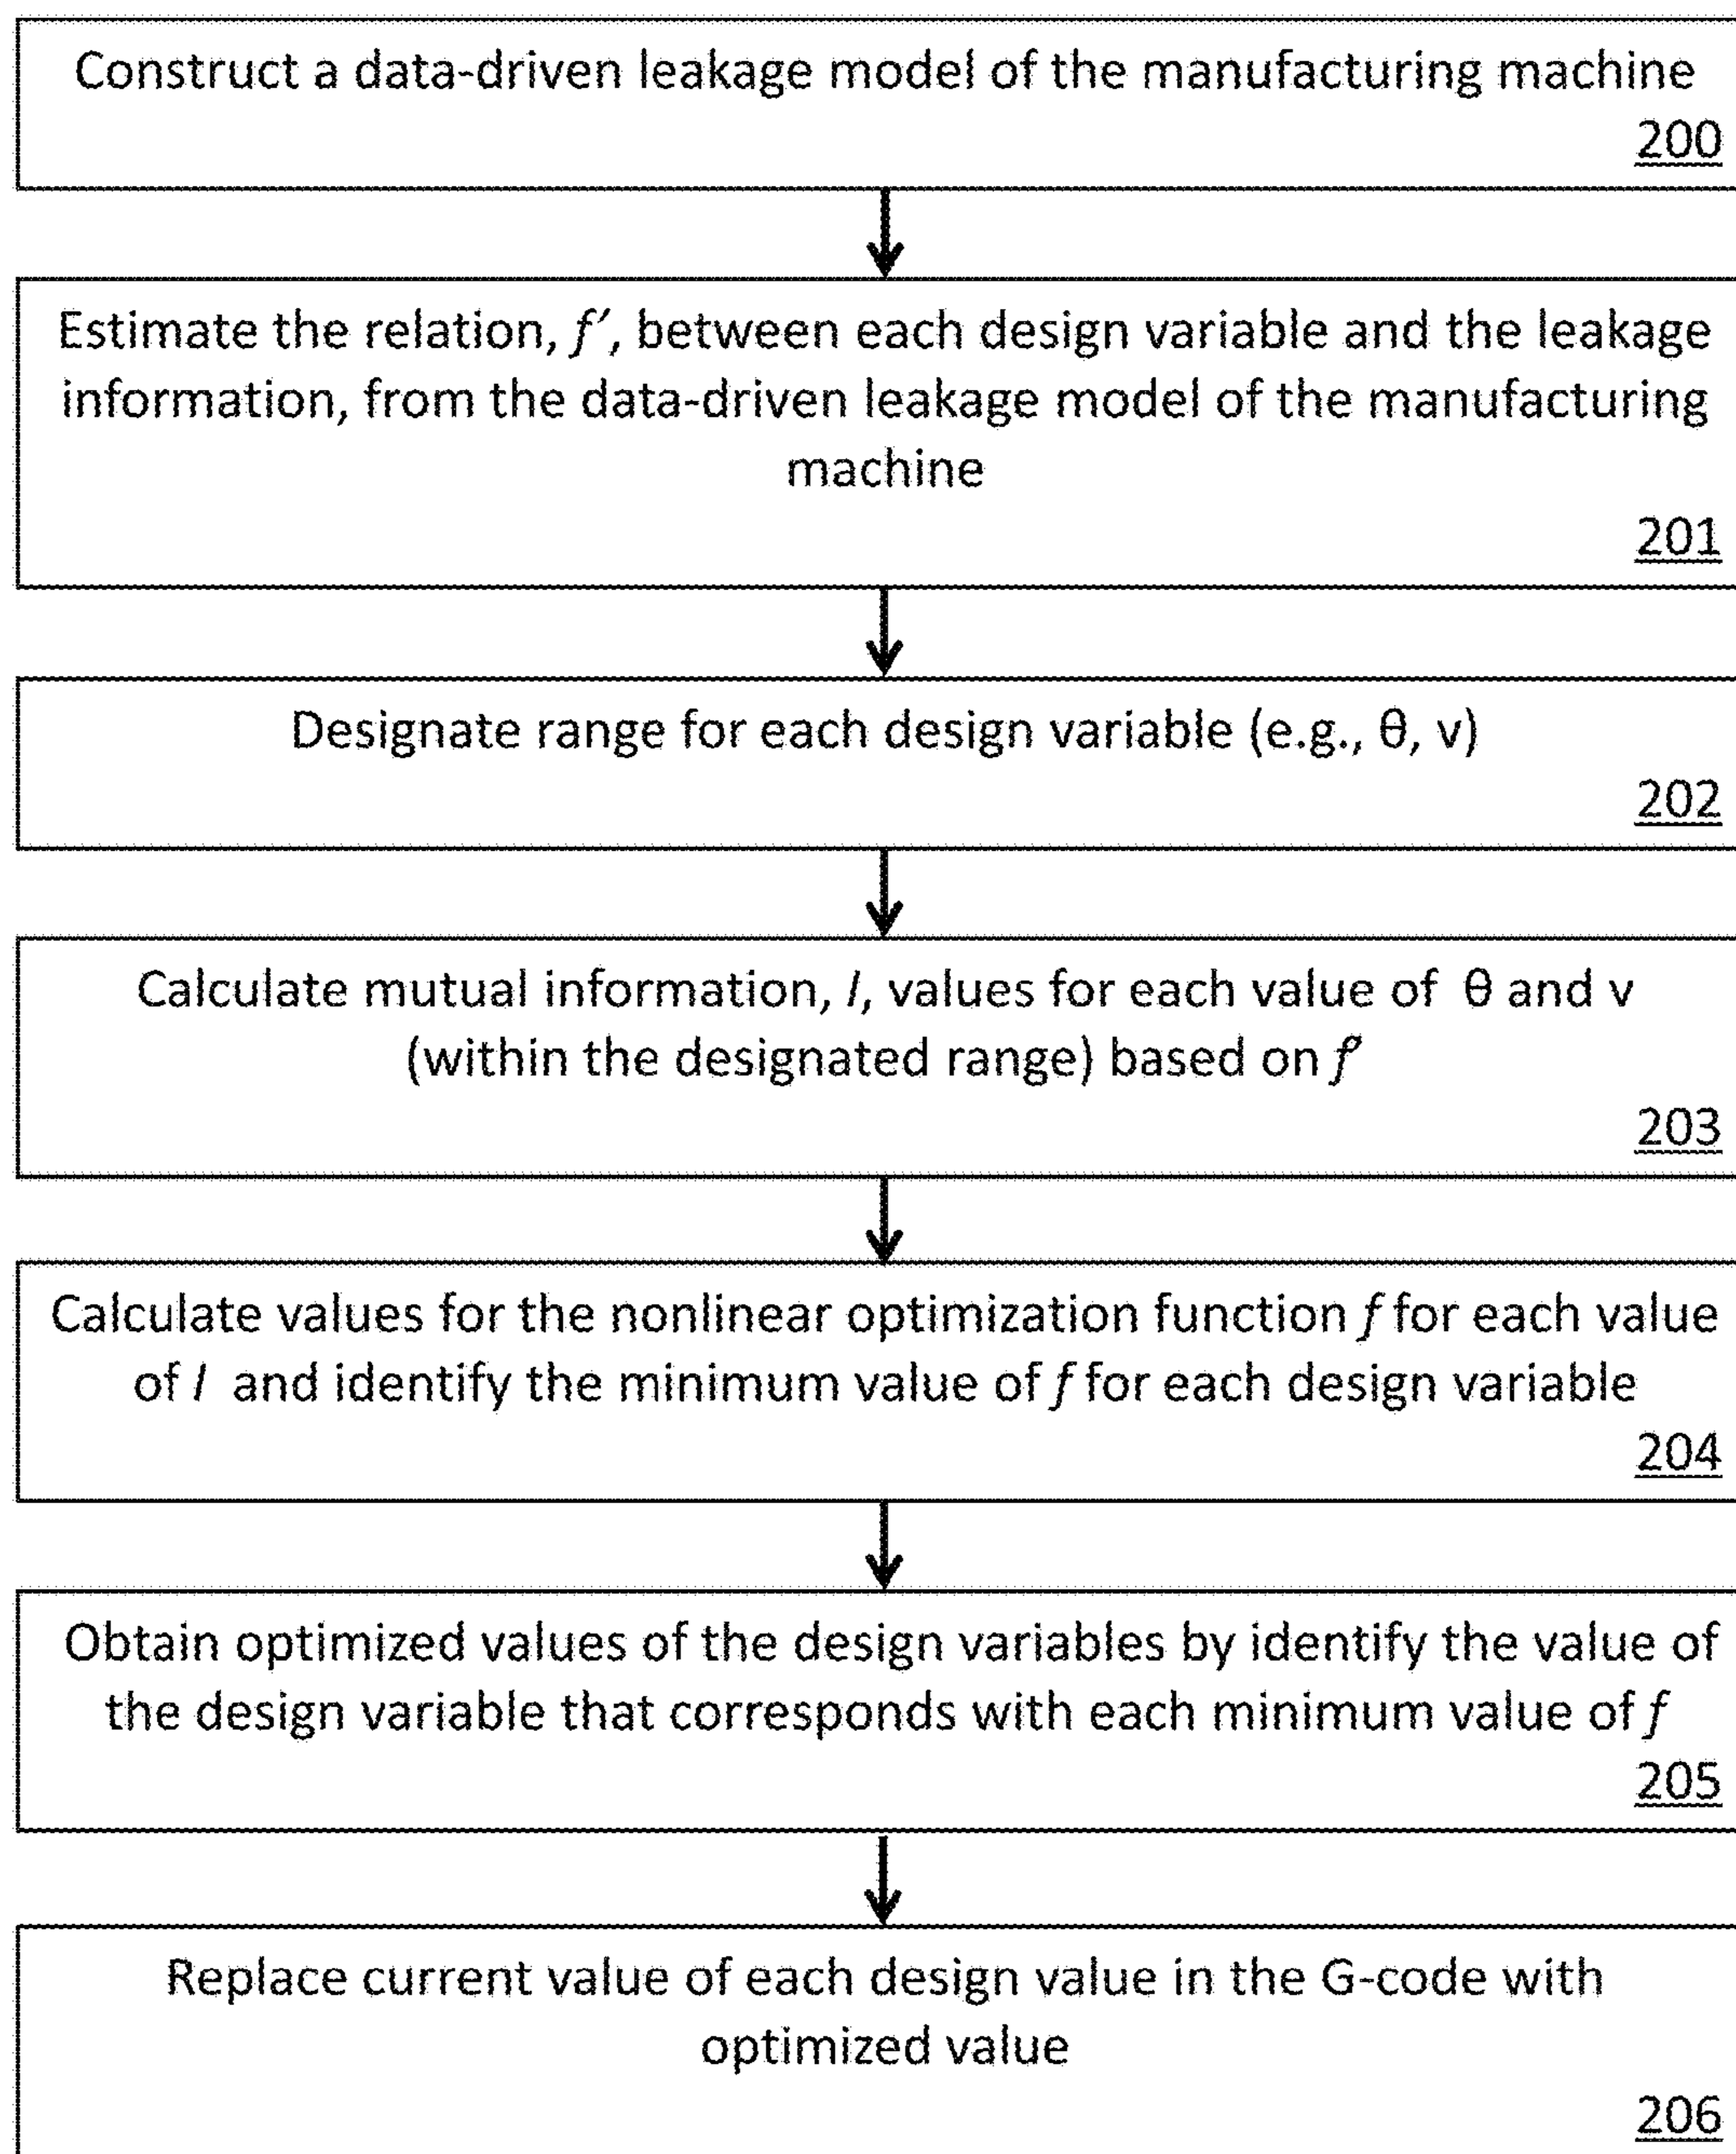 Construct a data-driven leakage model of the manufacturing machine
200
Estimate the relation, f′, between each design variable and the leakage
information, from the data-driven leakage model of the manufacturing
machine
201
Designate range for each design variable (e.g., θ, v)
202
Calculate mutual information, I, values for each value of θ and v
(within the designated range) based on f′
203
Calculate values for the nonlinear optimization function f for each value
of I and identify the minimum value of f for each design variable
204
Obtain optimized values of the design variables by identify the value of
the design variable that corresponds with each minimum value of f
205
Replace current value of each design value in the G-code with
optimized value
206